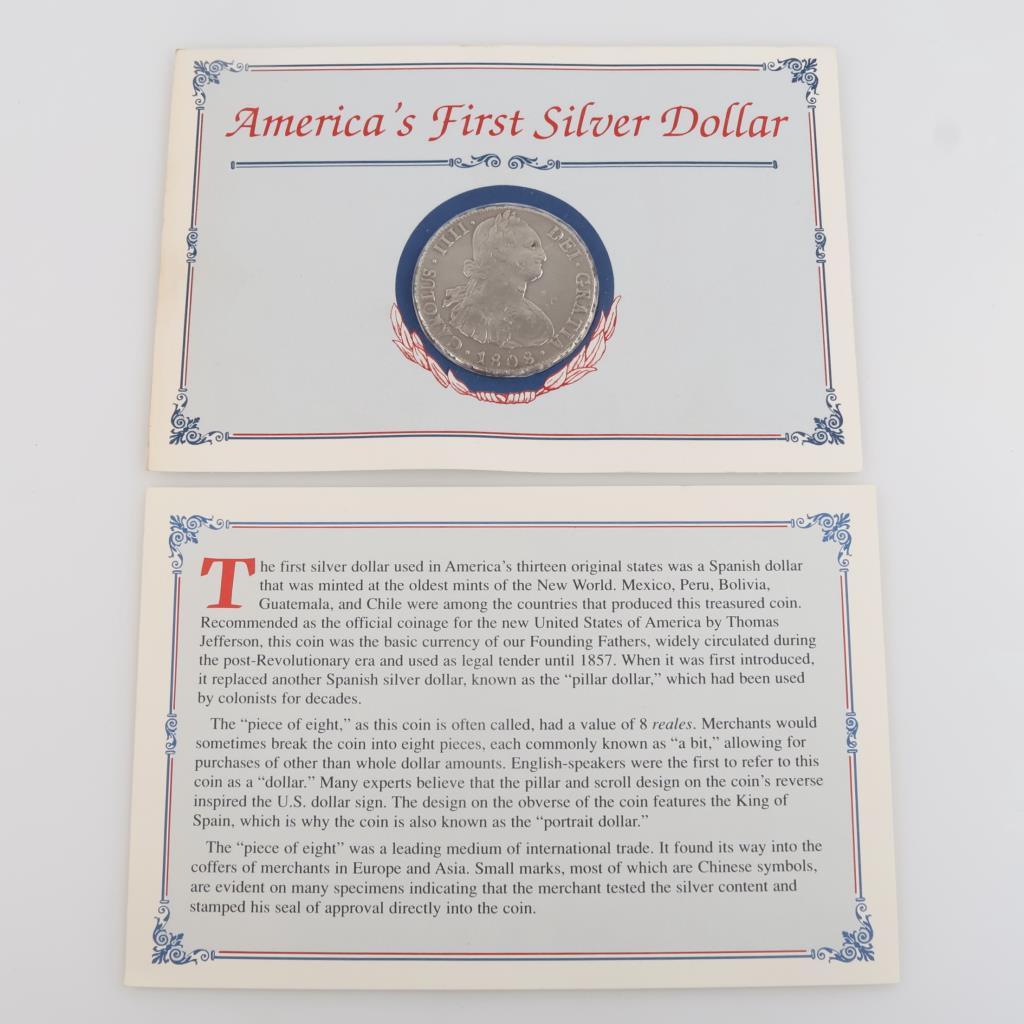 America's First Silver Dollar
CAROLUS · IIII · DEI · GRATIA
· 1808 ·
The first silver dollar used in America's thirteen original states was a Spanish dollar
that was minted at the oldest mints of the New World. Mexico, Peru, Bolivia,
Guatemala, and Chile were among the countries that produced this treasured coin.
Recommended as the official coinage for the new United States of America by Thomas
Jefferson, this coin was the basic currency of our Founding Fathers, widely circulated during
the post-Revolutionary era and used as legal tender until 1857. When it was first introduced,
it replaced another Spanish silver dollar, known as the "pillar dollar," which had been used
by colonists for decades.
The "piece of eight," as this coin is often called, had a value of 8 reales. Merchants would
sometimes break the coin into eight pieces, each commonly known as "a bit," allowing for
purchases of other than whole dollar amounts. English-speakers were the first to refer to this
coin as a "dollar." Many experts believe that the pillar and scroll design on the coin's reverse
inspired the U.S. dollar sign. The design on the obverse of the coin features the King of
Spain, which is why the coin is also known as the "portrait dollar."
The "piece of eight" was a leading medium of international trade. It found its way into the
coffers of merchants in Europe and Asia. Small marks, most of which are Chinese symbols,
are evident on many specimens indicating that the merchant tested the silver content and
stamped his seal of approval directly into the coin.